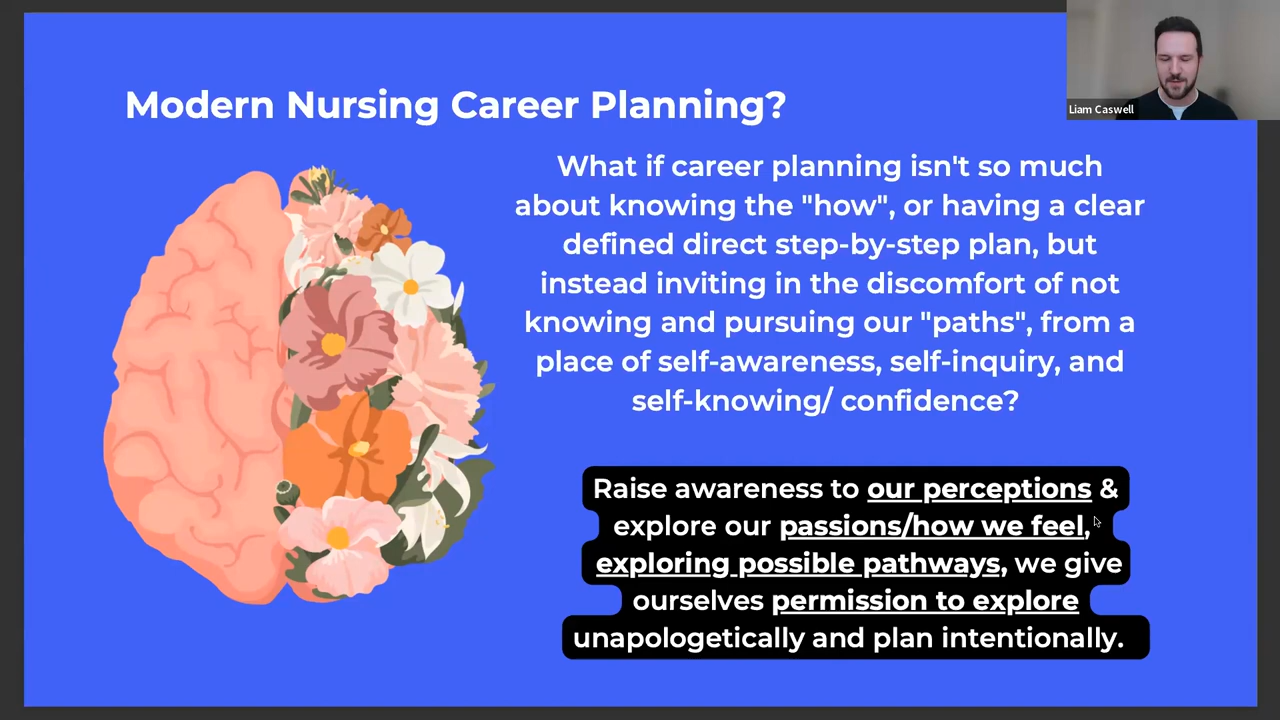 Modern Nursing Career Planning?
Liam Caswell
What if career planning isn't so much
about knowing the "how", or having a clear
defined direct step-by-step plan, but
instead inviting in the discomfort of not
knowing and pursuing our "paths", from a
place of self-awareness, self-inquiry, and
self-knowing/ confidence?
Raise awareness to our perceptions &
explore our passions/how we feel,
exploring possible pathways, we give
ourselves permission to explore
unapologetically and plan intentionally.